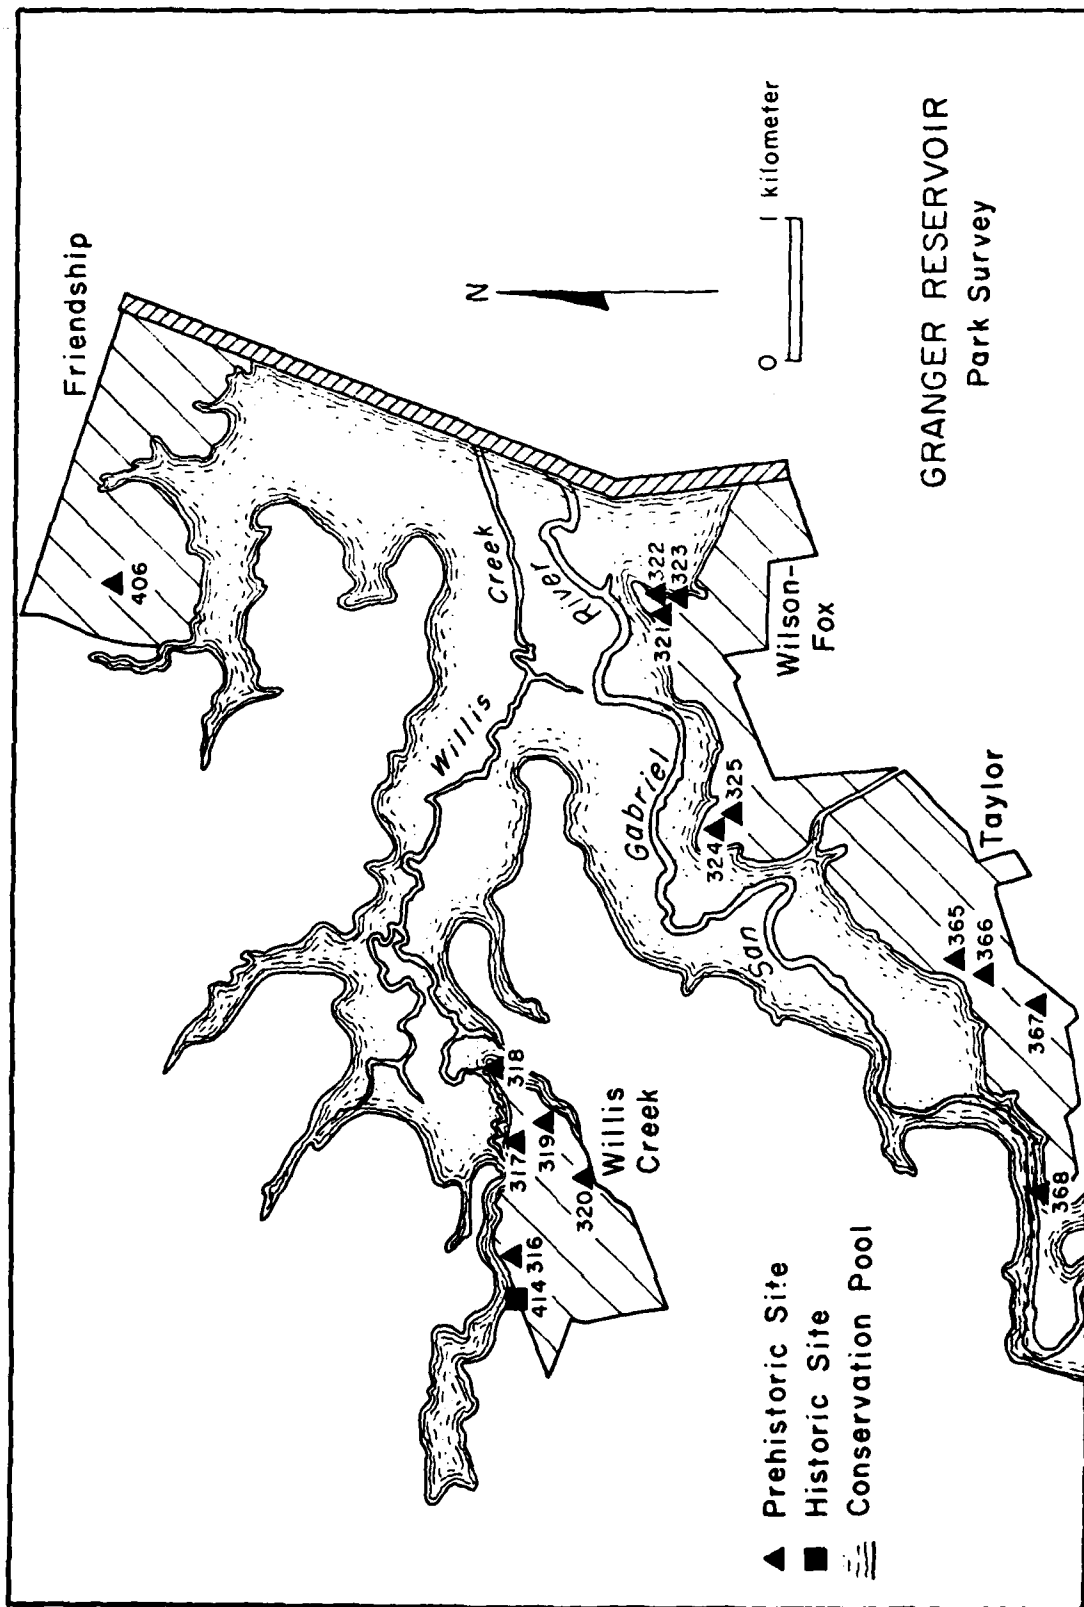 Friendship
406
N
0 1 kilometer
GRANGER RESERVOIR
Park Survey
Willis Creek
San Gabriel River
322
323
321
Wilson-
Fox
325
324
Taylor
365
366
367
368
318
317
319
320
316
414
Willis
Creek
Prehistoric Site
Historic Site
Conservation Pool